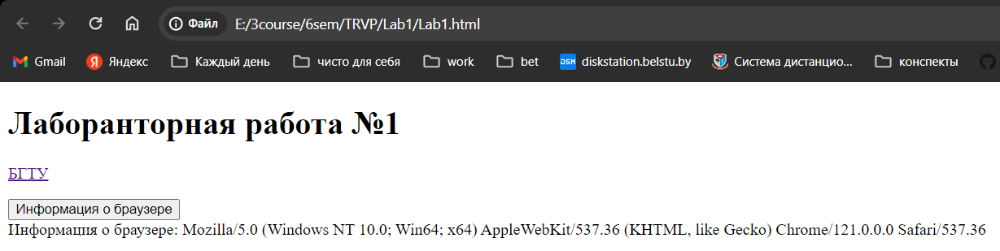 Файл E:/3course/6sem/TRVP/Lab1/Lab1.html
Gmail Яндекс Каждый день чисто для себя work bet DSM diskstation.belstu.by Система дистанцио... конспекты
Лаборанторная работа №1
БГТУ
Информация о браузере
Информация о браузере: Mozilla/5.0 (Windows NT 10.0; Win64; x64) AppleWebKit/537.36 (KHTML, like Gecko) Chrome/121.0.0.0 Safari/537.36